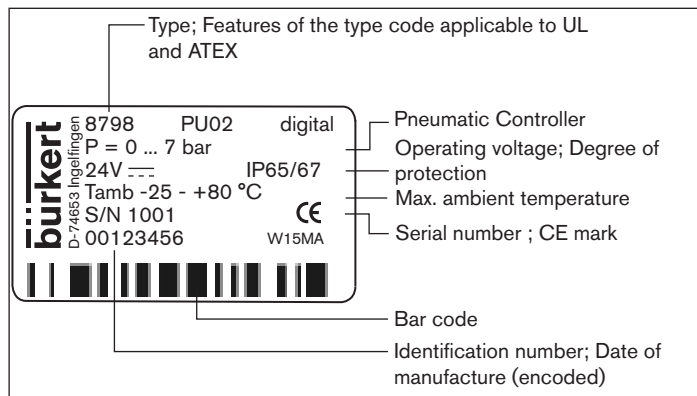 Type; Features of the type code applicable to UL
and ATEX
bürkert
D-74653 Ingelfingen
8798 PU02 digital
P = 0 ... 7 bar
24V IP65/67
Tamb -25 - +80 °C
S/N 1001 CE
00123456 W15MA
Pneumatic Controller
Operating voltage; Degree of
protection
Max. ambient temperature
Serial number ; CE mark
Bar code
Identification number; Date of
manufacture (encoded)